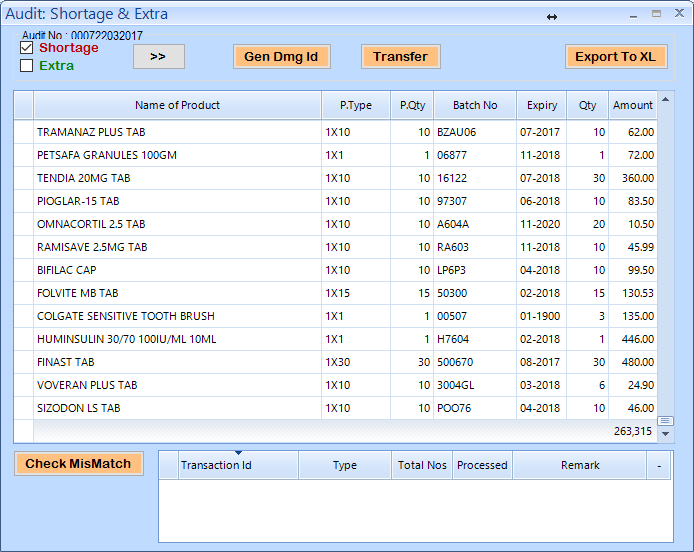 Audit: Shortage & Extra
Audit No : 000722032017
Shortage
Extra
>>
Gen Dmg Id
Transfer
Export To XL
Name of Product P.Type P.Qty Batch No Expiry Qty Amount
TRAMANAZ PLUS TAB 1X10 10 BZAU06 07-2017 10 62.00
PETSAFA GRANULES 100GM 1X1 1 06877 11-2018 1 72.00
TENDIA 20MG TAB 1X10 10 16122 07-2018 30 360.00
PIOGLAR-15 TAB 1X10 10 97307 06-2018 10 83.50
OMNACORTIL 2.5 TAB 1X10 10 A604A 11-2020 20 10.50
RAMISAVE 2.5MG TAB 1X10 10 RA603 11-2018 10 45.99
BIFILAC CAP 1X10 10 LP6P3 04-2018 10 99.50
FOLVITE MB TAB 1X15 15 50300 02-2018 15 130.53
COLGATE SENSITIVE TOOTH BRUSH 1X1 1 00507 01-1900 3 135.00
HUMINSULIN 30/70 100IU/ML 10ML 1X1 1 H7604 02-2018 1 446.00
FINAST TAB 1X30 30 500670 08-2017 30 480.00
VOVERAN PLUS TAB 1X10 10 3004GL 03-2018 6 24.90
SIZODON LS TAB 1X10 10 POO76 04-2018 10 46.00
263,315
Check MisMatch
Transaction Id Type Total Nos Processed Remark -